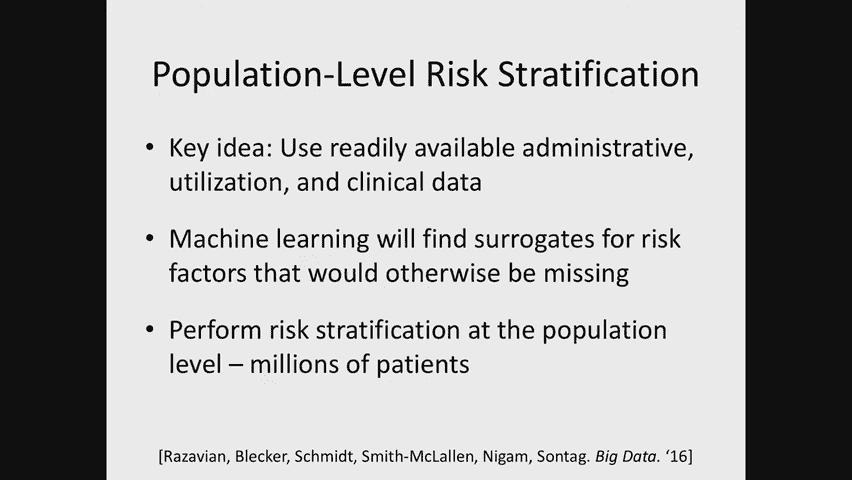 Population-Level Risk Stratification
• Key idea: Use readily available administrative,
utilization, and clinical data
• Machine learning will find surrogates for risk
factors that would otherwise be missing
• Perform risk stratification at the population
level – millions of patients
[Razavian, Blecker, Schmidt, Smith-McLallen, Nigam, Sontag. Big Data. ‘16]